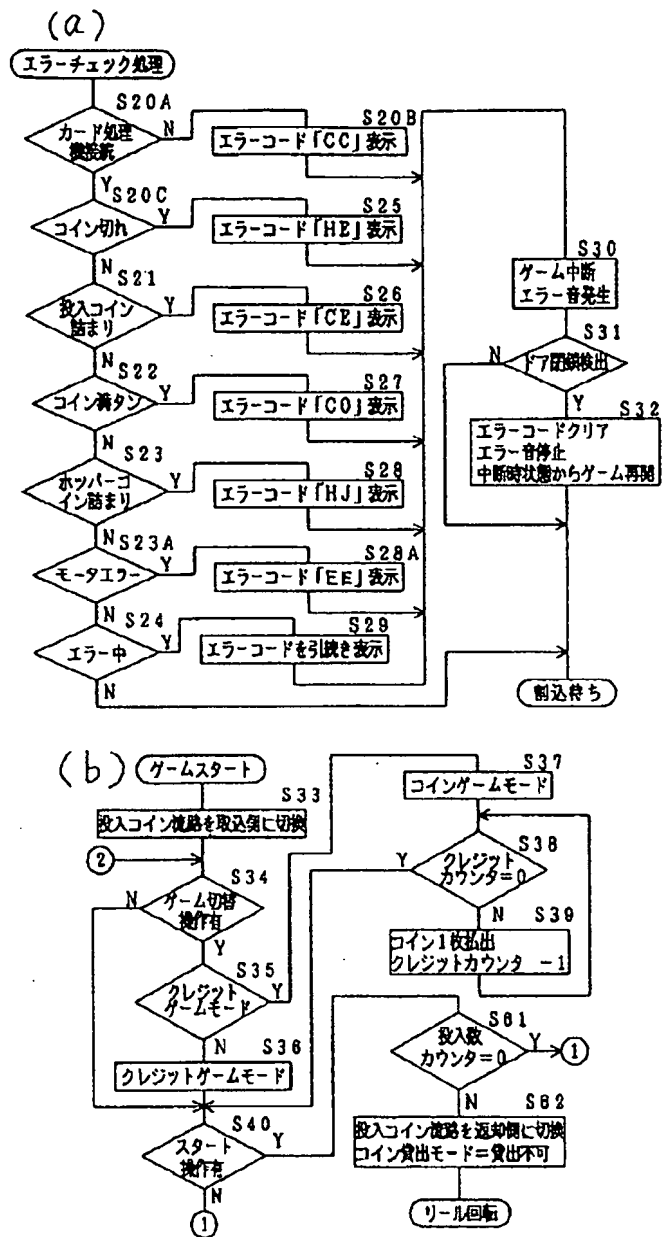 (a)
エラーチェック処理
S20A
カード処理
機接続
N
Y
S20B
エラーコード「CC」表示
S20C
コイン切れ
Y
N
S25
エラーコード「HE」表示
S21
投入コイン
詰まり
Y
N
S26
エラーコード「CE」表示
S22
コイン満タン
Y
N
S27
エラーコード「CO」表示
S23
ホッパーコ
イン詰まり
Y
N
S28
エラーコード「HJ」表示
S23A
モータエラー
Y
N
S28A
エラーコード「EE」表示
S24
エラー中
Y
N
S29
エラーコードを引続き表示
S30
ゲーム中断
エラー音発生
S31
ドア閉鎖検出
N
Y
S32
エラーコードクリア
エラー音停止
中断時状態からゲーム再開
割込待ち
(b)
ゲームスタート
S33
投入コイン流路を取込側に切換
2
S34
ゲーム切替
操作有
N
Y
S35
クレジット
ゲームモード
Y
N
S36
クレジットゲームモード
S40
スタート
操作有
Y
N
1
S37
コインゲームモード
S38
クレジット
カウンタ=0
Y
N
S39
コイン1枚払出
クレジットカウンタ -1
S61
投入数
カウンタ=0
Y
1
N
S62
投入コイン流路を返却側に切換
コイン貸出モード=貸出不可
リール回転